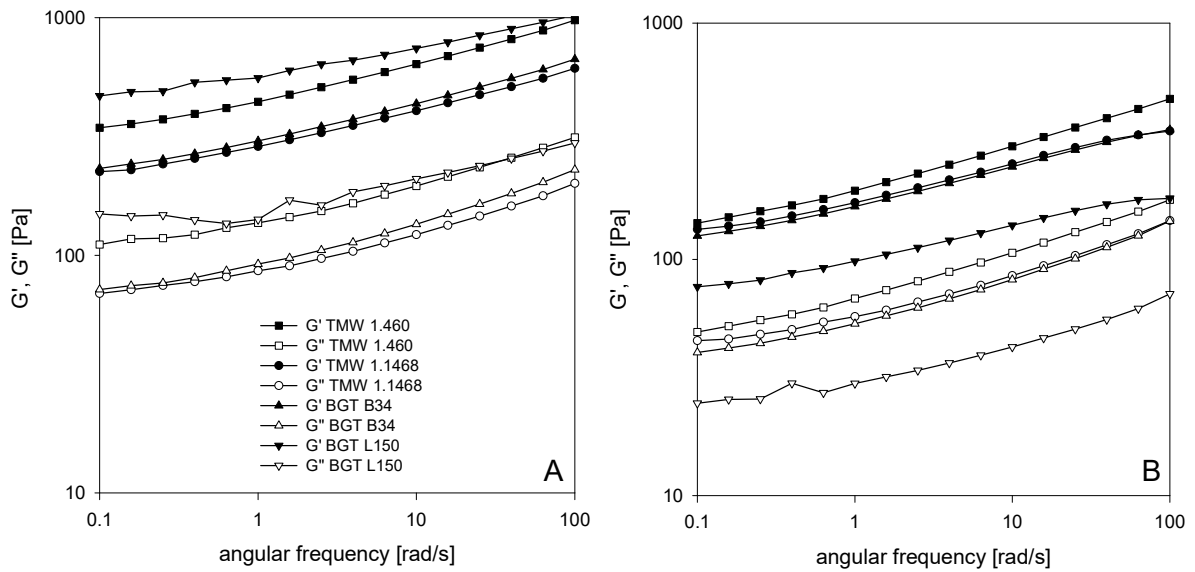 1000
100
10
G', G" [Pa]
0.1 1 10 100
angular frequency [rad/s]
G' TMW 1.460
G" TMW 1.460
G' TMW 1.1468
G" TMW 1.1468
G' BGT B34
G" BGT B34
G' BGT L150
G" BGT L150
A
1000
100
10
G', G" [Pa]
0.1 1 10 100
angular frequency [rad/s]
B